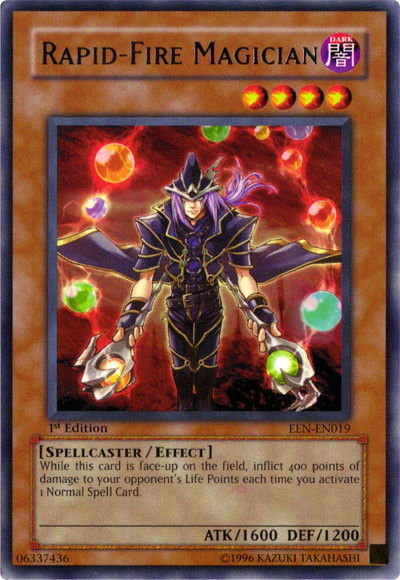 Rapid-Fire Magician
DARK
闇
1st Edition
EEN-EN019
[Spellcaster / Effect]
While this card is face-up on the field, inflict 400 points of
damage to your opponent's Life Points each time you activate
1 Normal Spell Card.
ATK/1600 DEF/1200
06337436
©1996 KAZUKI TAKAHASHI